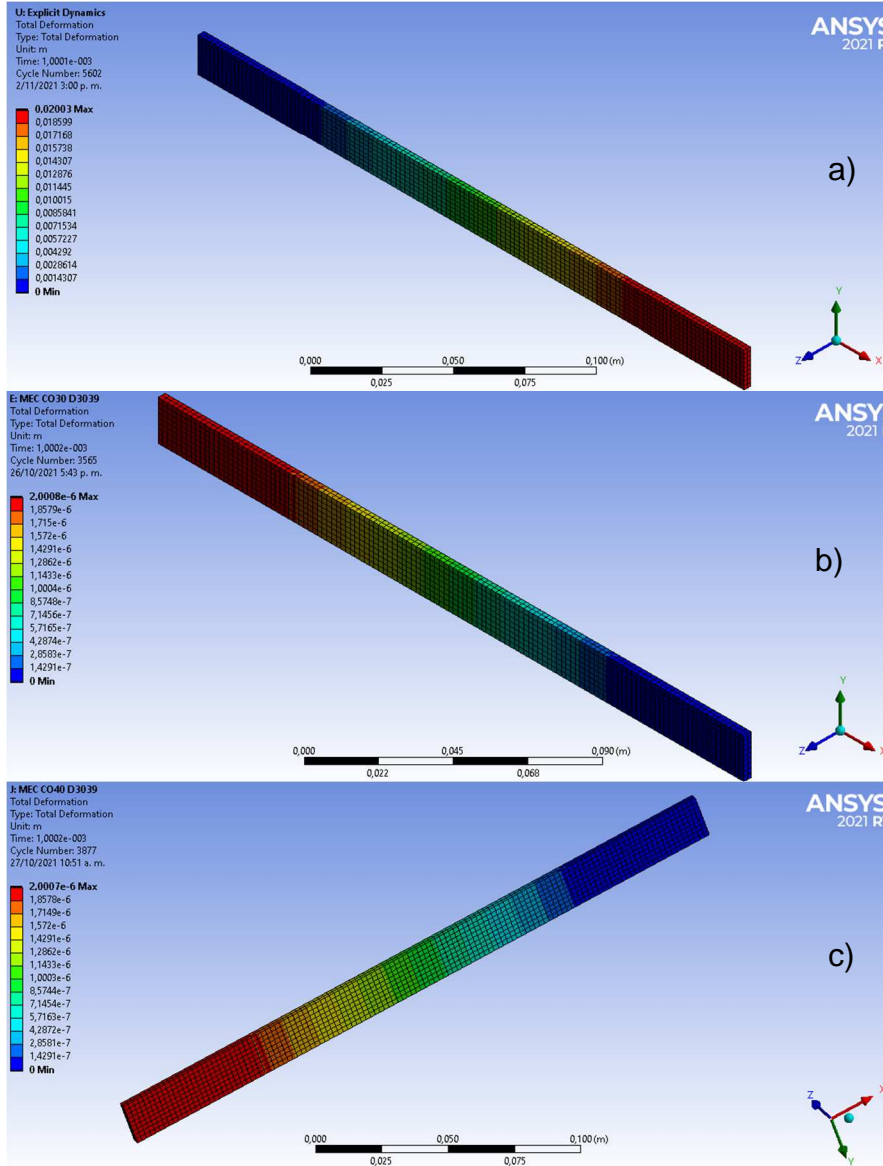 U: Explicit Dynamics
Total Deformation
Type: Total Deformation
Unit: m
Time: 1,0001e-003
Cycle Number: 5602
2/11/2021 3:00 p. m.
ANSYS
2021 R
0,02003 Max
0,018599
0,017168
0,015738
0,014307
0,012876
0,011445
0,010015
0,0085841
0,0071534
0,0057227
0,004292
0,0028614
0,0014307
0 Min
a)
Y
Z
X
0,000
0,050
0,100 (m)
0,025
0,075
E: MEC CO30 D3039
Total Deformation
Type: Total Deformation
Unit: m
Time: 1,0002e-003
Cycle Number: 3565
26/10/2021 5:43 p. m.
ANSYS
2021
2,0008e-6 Max
1,8579e-6
1,715e-6
1,572e-6
1,4291e-6
1,2862e-6
1,1433e-6
1,0004e-6
8,5748e-7
7,1456e-7
5,7165e-7
4,2874e-7
2,8583e-7
1,4291e-7
0 Min
b)
Y
Z
X
0,000
0,045
0,090 (m)
0,022
0,068
J: MEC CO40 D3039
Total Deformation
Type: Total Deformation
Unit: m
Time: 1,0002e-003
Cycle Number: 3877
27/10/2021 10:51 a. m.
ANSYS
2021 R
2,0007e-6 Max
1,8578e-6
1,7149e-6
1,572e-6
1,4291e-6
1,2862e-6
1,1433e-6
1,0003e-6
8,5744e-7
7,1454e-7
5,7163e-7
4,2872e-7
2,8581e-7
1,4291e-7
0 Min
c)
Z
X
Y
0,000
0,050
0,100 (m)
0,025
0,075